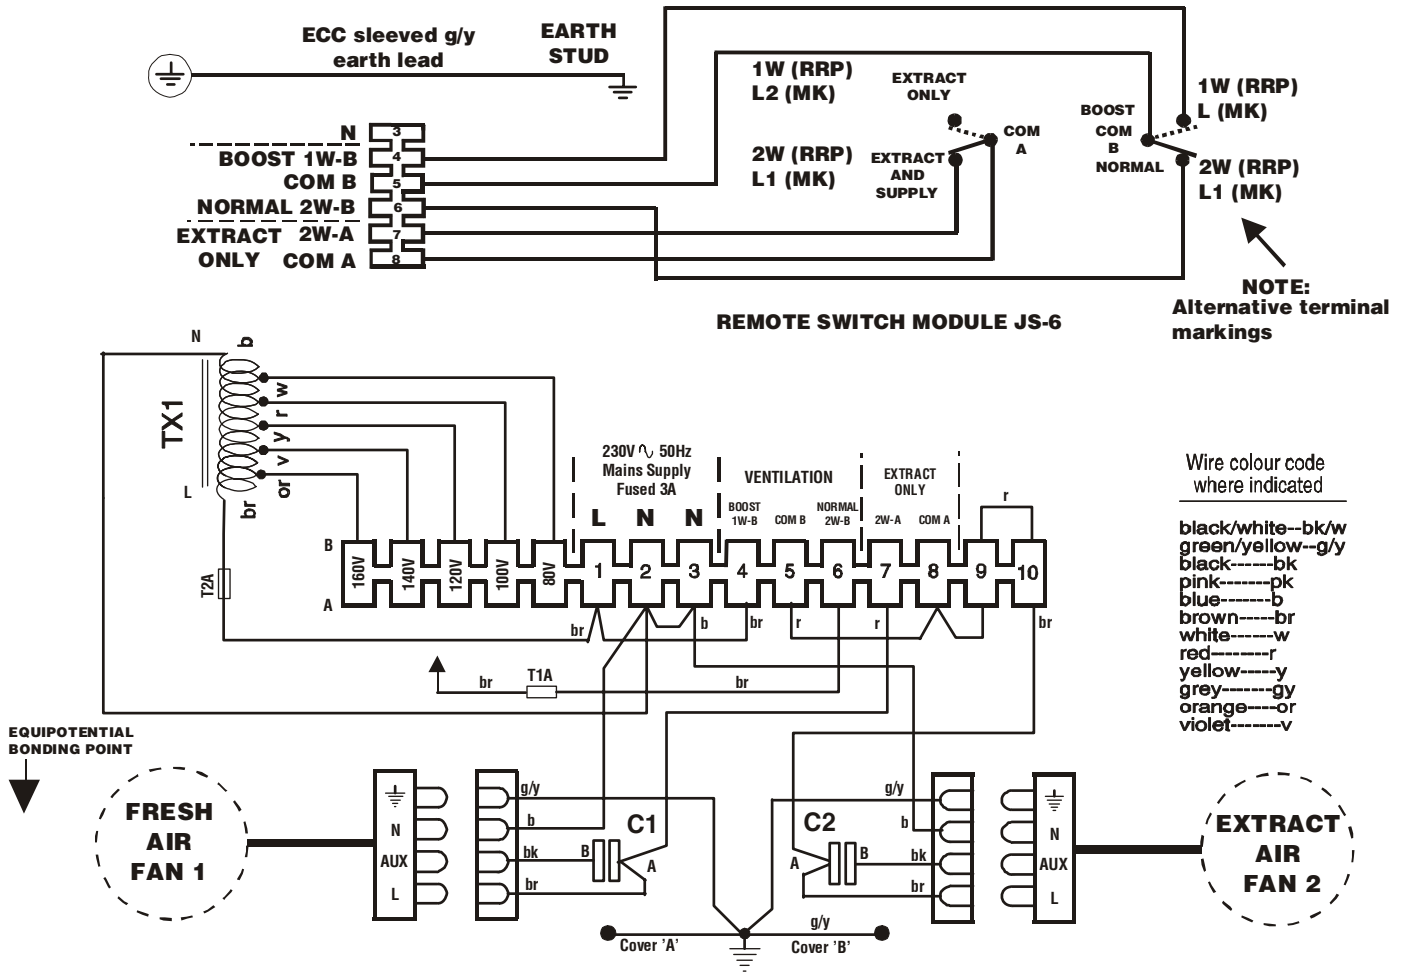 ECC sleeved g/y
earth lead
EARTH
STUD
N 3
BOOST 1W-B 4
COM B 5
NORMAL 2W-B 6
EXTRACT 2W-A 7
ONLY COM A 8
1W (RRP)
L2 (MK)
2W (RRP)
L1 (MK)
EXTRACT
ONLY
EXTRACT
AND
SUPPLY
COM
A
BOOST
COM
B
NORMAL
1W (RRP)
L (MK)
2W (RRP)
L1 (MK)
NOTE:
Alternative terminal
markings
REMOTE SWITCH MODULE JS-6
N
b
w
r
y
v
or
br
L
TX1
T2A
230V 50Hz
Mains Supply
Fused 3A
L N N
VENTILATION
BOOST
1W-B
COM B
NORMAL
2W-B
EXTRACT
ONLY
2W-A
COM A
r
B
A
160V 140V 120V 100V 80V 1 2 3 4 5 6 7 8 9 10
br b br r r br
br T1A br
Wire colour code
where indicated
black/white--bk/w
green/yellow--g/y
black------bk
pink-------pk
blue-------b
brown-----br
white------w
red--------r
yellow-----y
grey-------gy
orange----or
violet-------v
EQUIPOTENTIAL
BONDING POINT
FRESH
AIR
FAN 1
N
AUX
L
g/y
b
bk
br
B
C1
A
C2
A
B
g/y
b
bk
br
N
AUX
L
EXTRACT
AIR
FAN 2
Cover 'A'
g/y
Cover 'B'